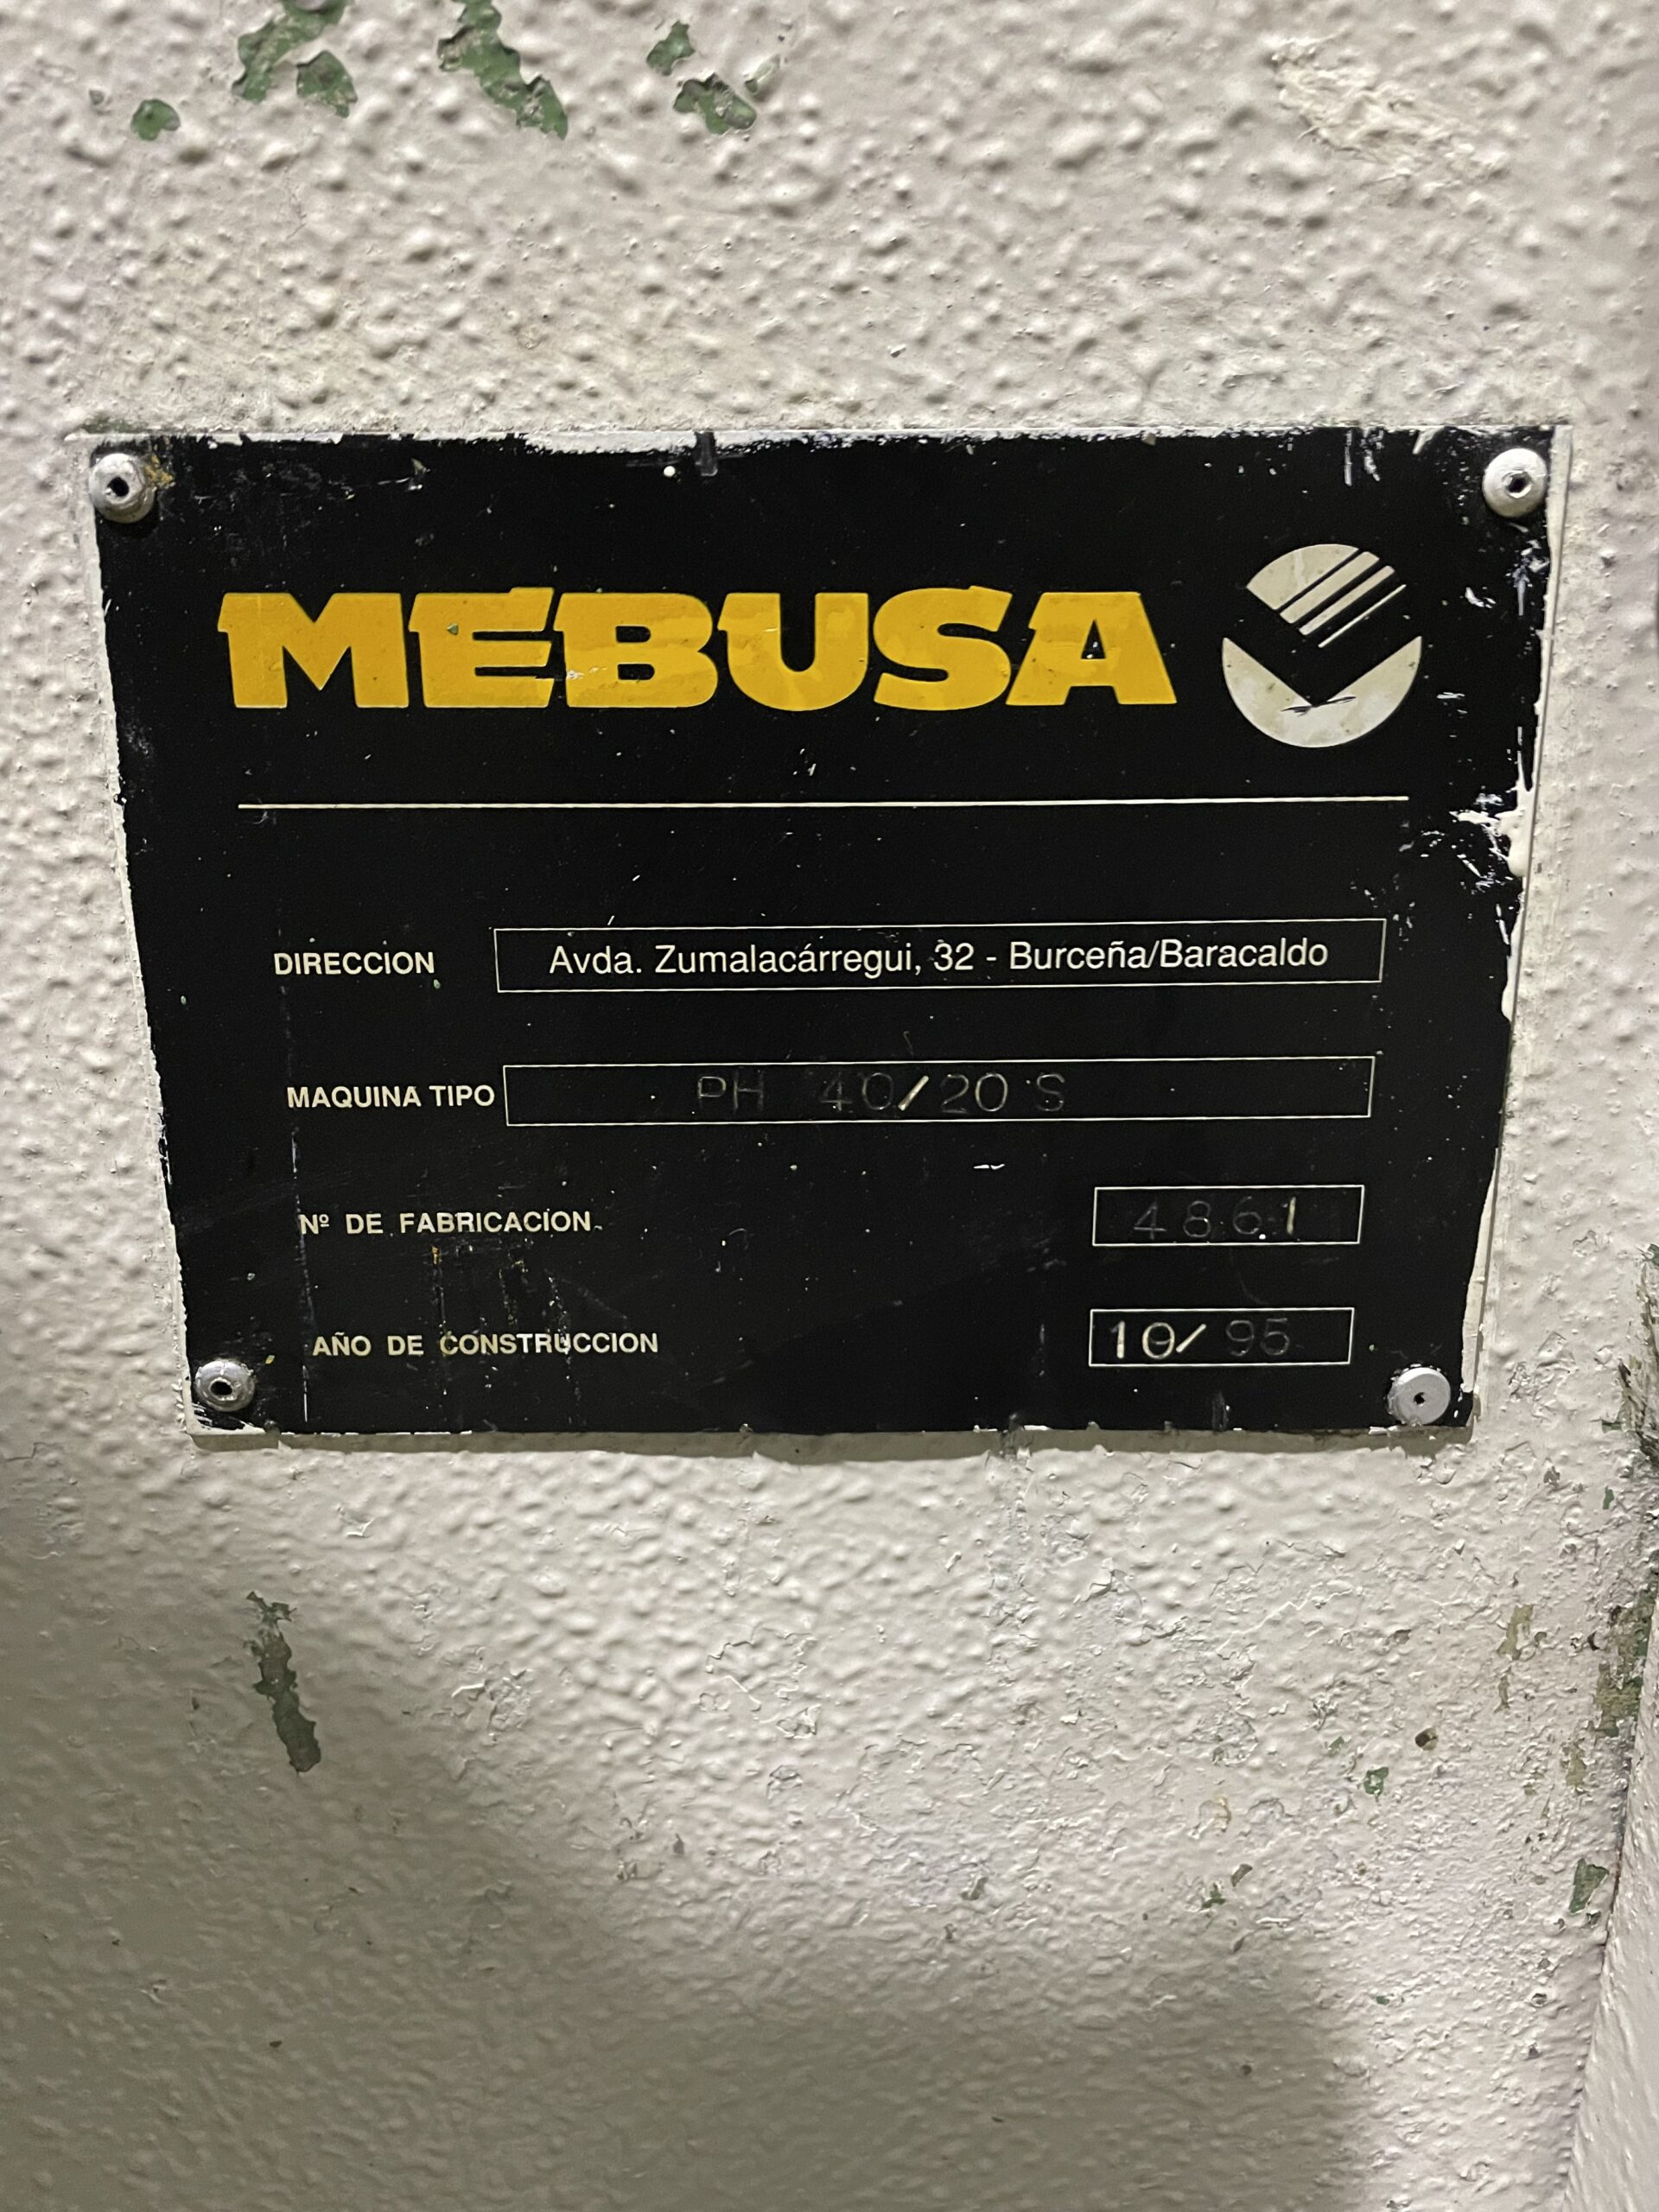 MEBUSA
DIRECCION Avda. Zumalacárregui, 32 - Burceña/Baracaldo
MAQUINA TIPO PH 40/20 S
Nº DE FABRICACION 4861
AÑO DE CONSTRUCCION 10/95